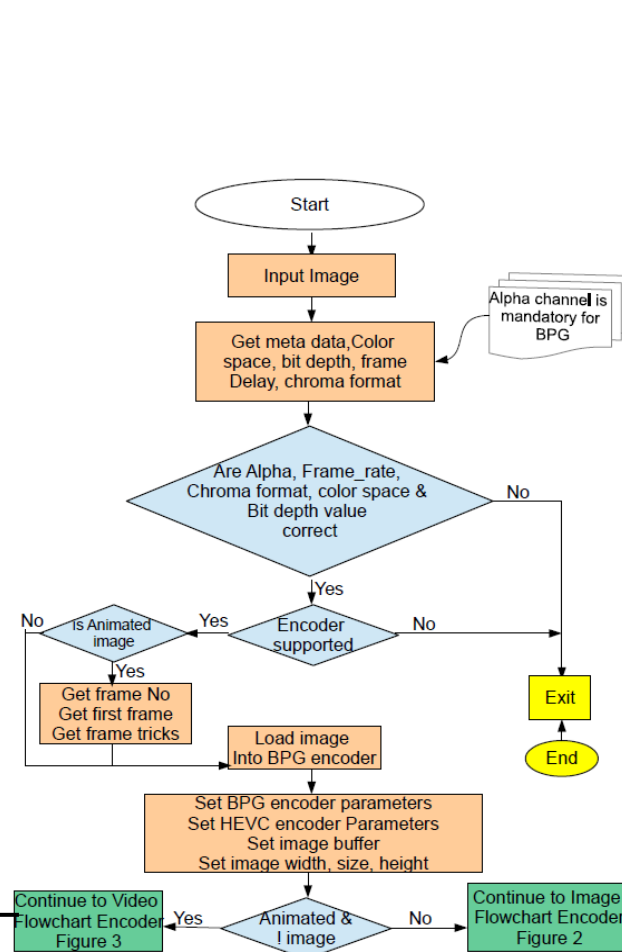 Start
Input Image
Alpha channel is
mandatory for
BPG
Get meta data,Color
space, bit depth, frame
Delay, chroma format
Are Alpha, Frame_rate,
Chroma format, color space &
Bit depth value
correct
No
Yes
Encoder
supported
No
Yes
is Animated
image
No
Yes
Get frame No
Get first frame
Get frame tricks
Exit
End
Load image
Into BPG encoder
Set BPG encoder parameters
Set HEVC encoder Parameters
Set image buffer
Set image width, size, height
Animated &
! image
Yes
No
Continue to Video
Flowchart Encoder
Figure 3
Continue to Image
Flowchart Encoder
Figure 2